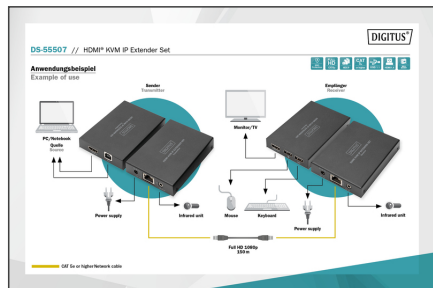 DIGITUS®
DS-55507 // HDMI® KVM IP Extender Set
Anwendungsbeispiel
Example of use
Sender
Transmitter
Empfänger
Receiver
PC/Notebook
Quelle
Source
Monitor/TV
Power supply
Infrared unit
Mouse
Keyboard
Power supply
Infrared unit
Full HD 1080p
150 m
CAT 5e or higher Network cable